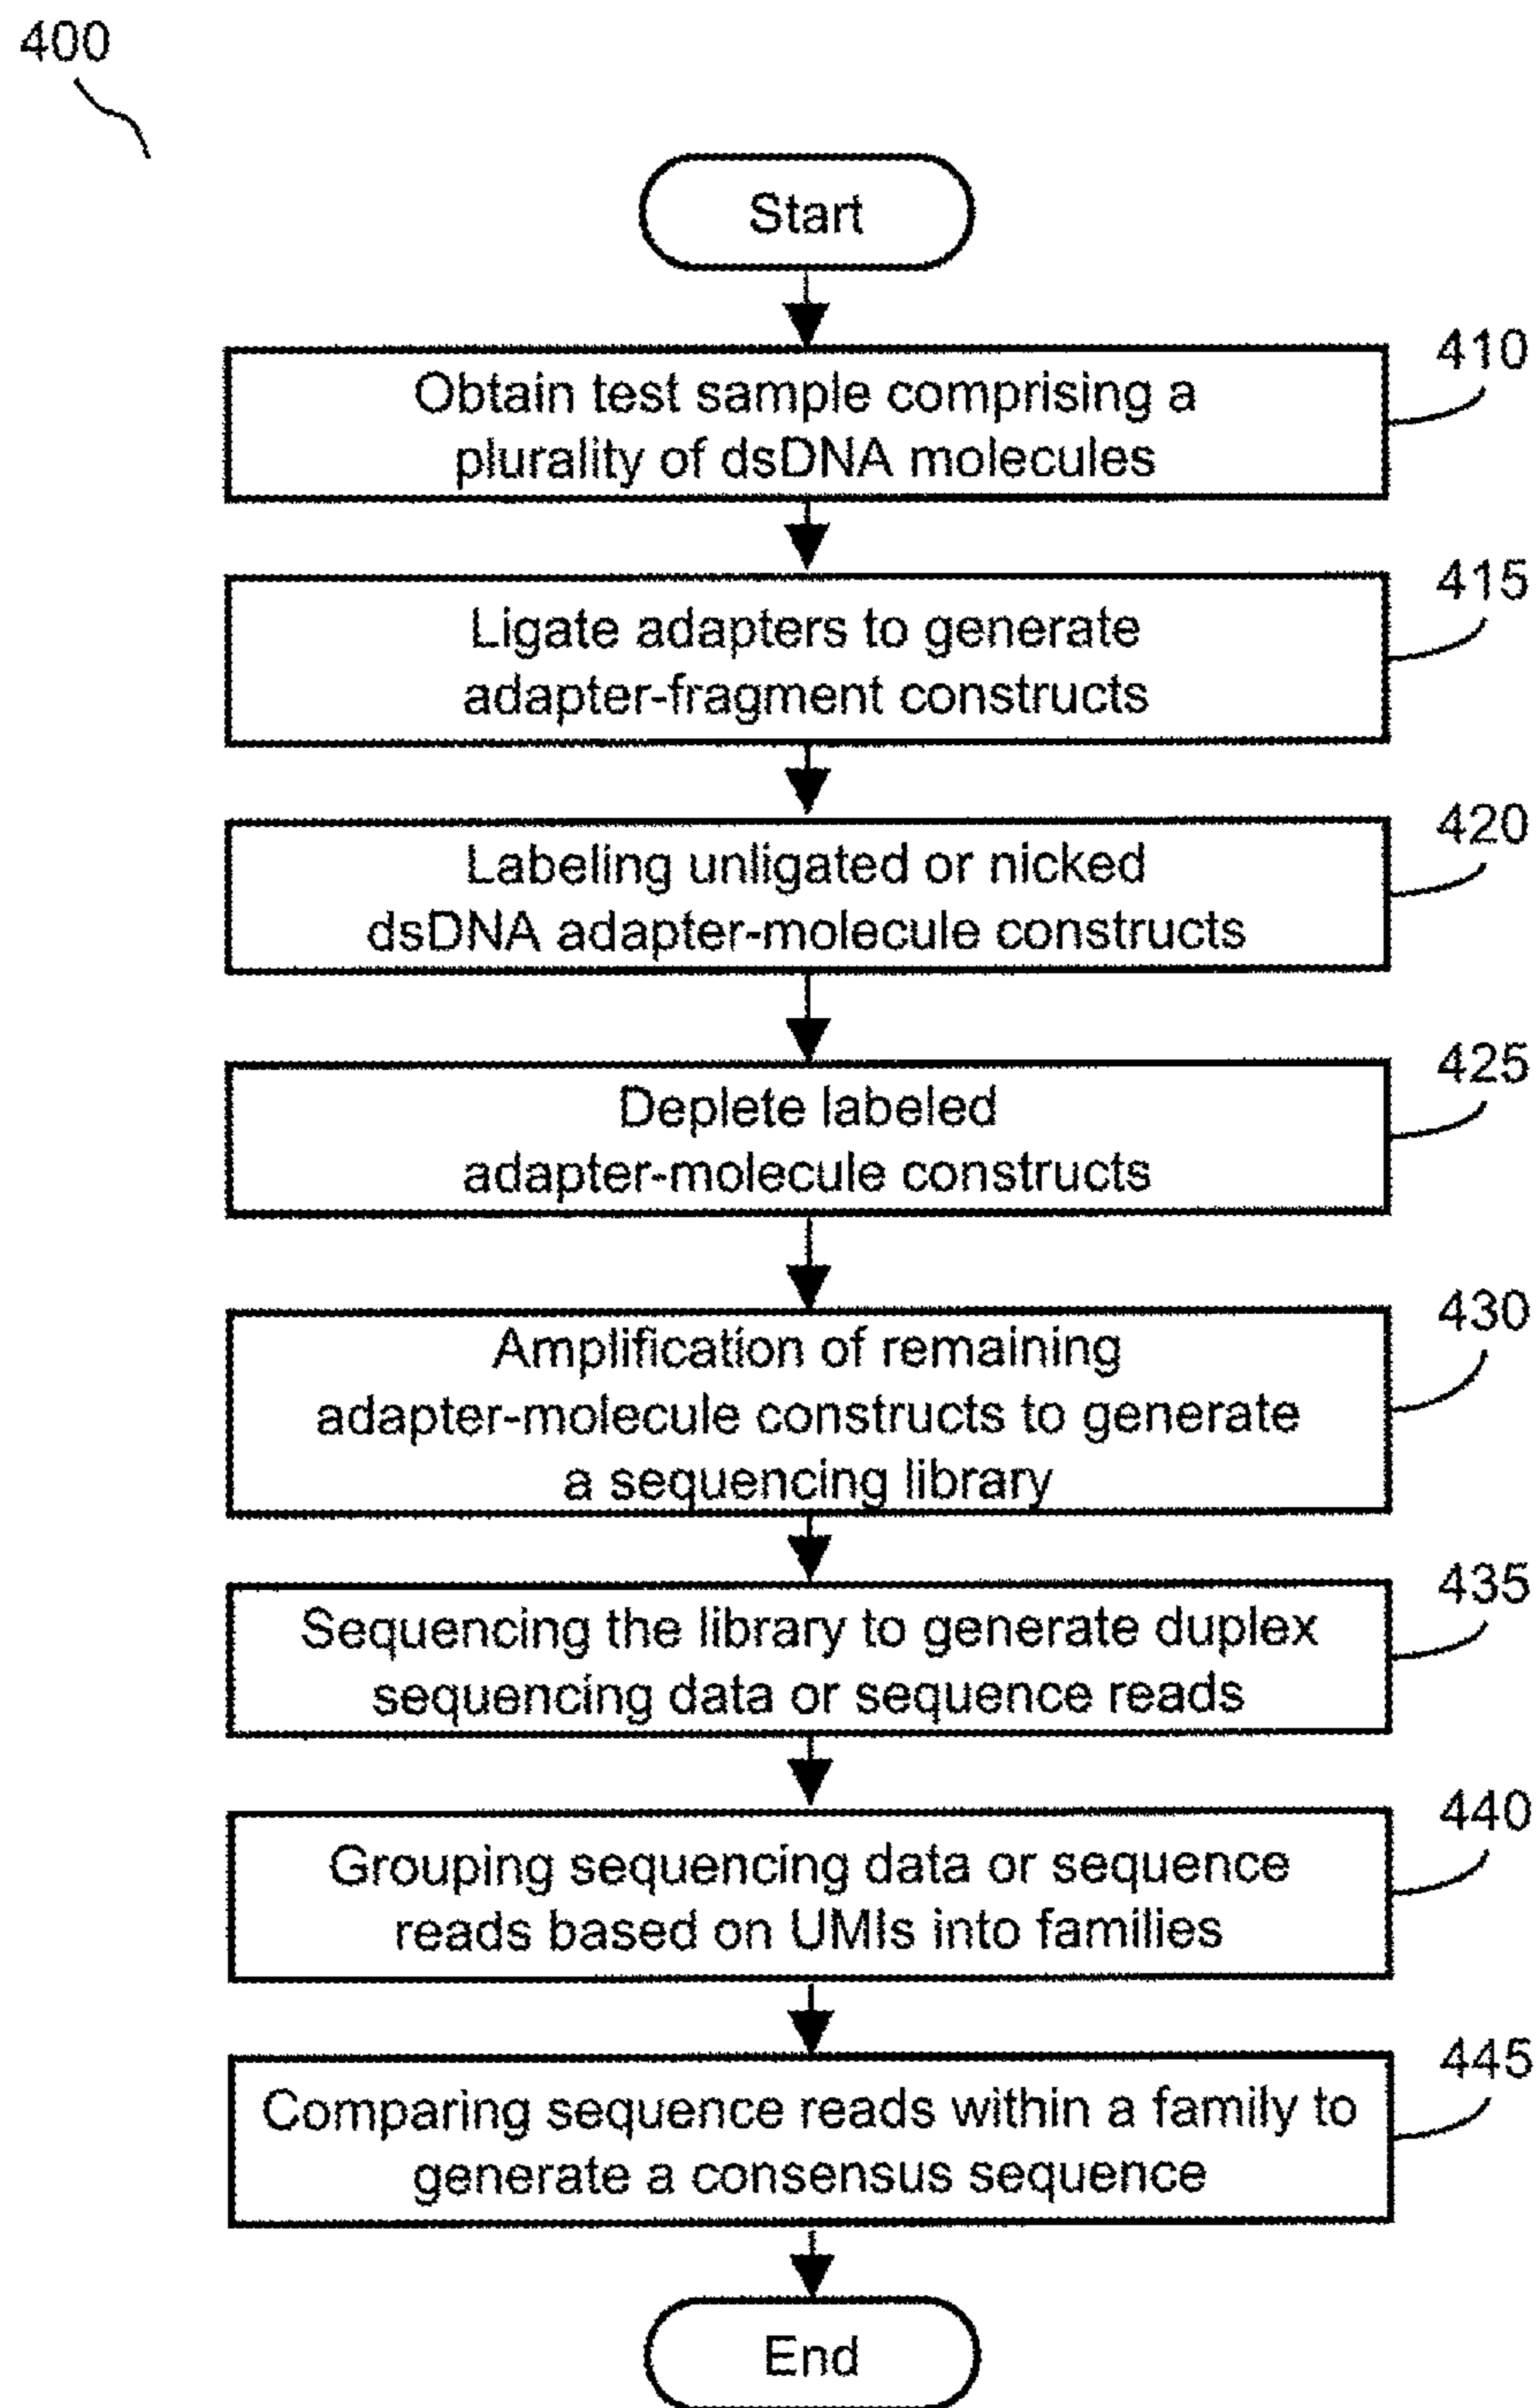 400
Start
410
Obtain test sample comprising a
plurality of dsDNA molecules
415
Ligate adapters to generate
adapter-fragment constructs
420
Labeling unligated or nicked
dsDNA adapter-molecule constructs
425
Deplete labeled
adapter-molecule constructs
430
Amplification of remaining
adapter-molecule constructs to generate
a sequencing library
435
Sequencing the library to generate duplex
sequencing data or sequence reads
440
Grouping sequencing data or sequence
reads based on UMIs into families
445
Comparing sequence reads within a family to
generate a consensus sequence
End